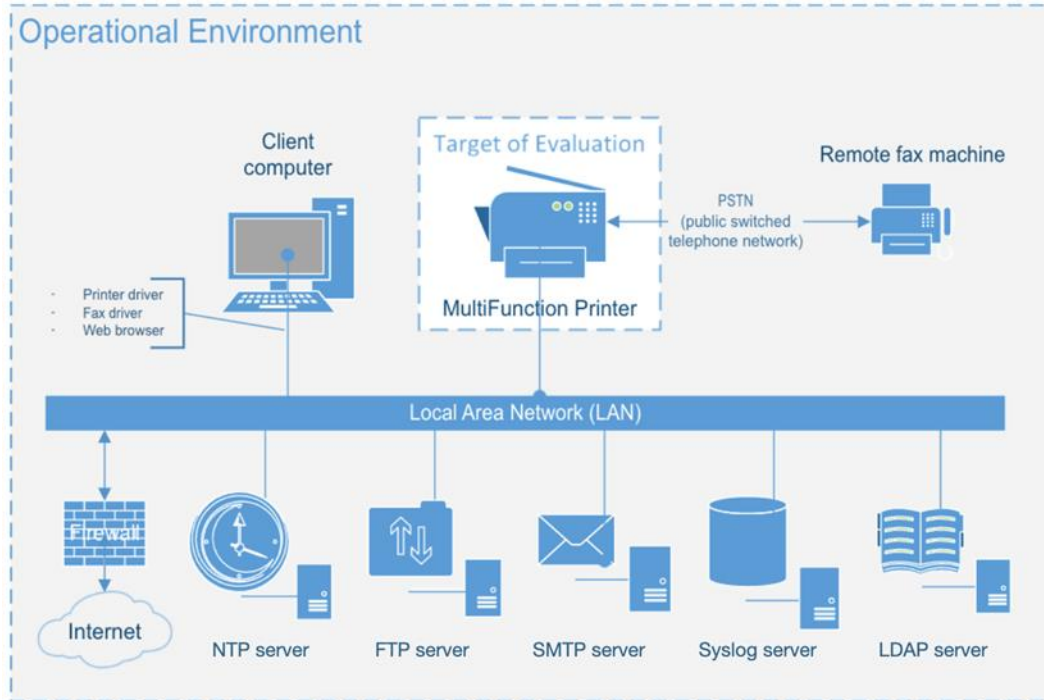 Operational Environment
Client
computer
Target of Evaluation
MultiFunction Printer
PSTN
(public switched
telephone network)
Remote fax machine
- Printer driver
- Fax driver
- Web browser
Local Area Network (LAN)
Firewall
Internet
NTP server
FTP server
SMTP server
Syslog server
LDAP server